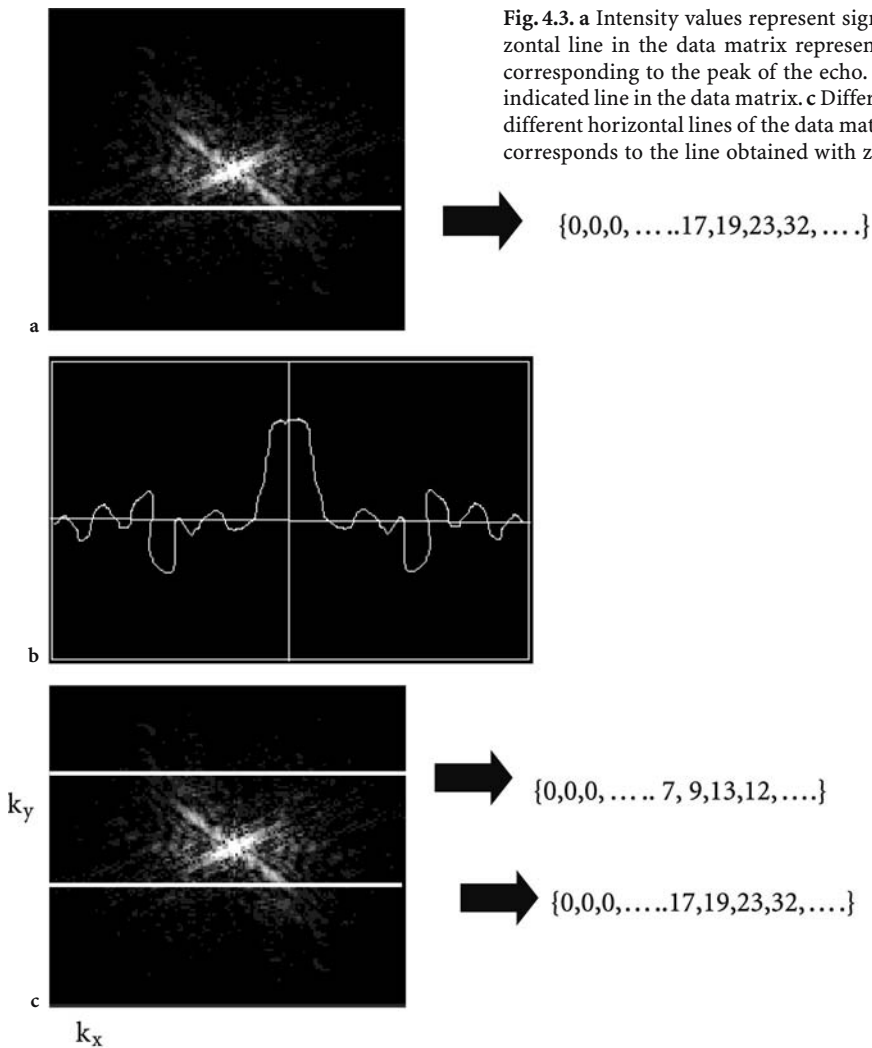 Fig. 4.3. a Intensity values represent sign
zontal line in the data matrix represen
corresponding to the peak of the echo.
indicated line in the data matrix. c Differ
different horizontal lines of the data mat
corresponds to the line obtained with z
{0,0,0, .....17,19,23,32, ....}
a
b
{0,0,0, ..... 7, 9,13,12, ....}
k_y
{0,0,0,.....17,19,23,32, ....}
c
k_x